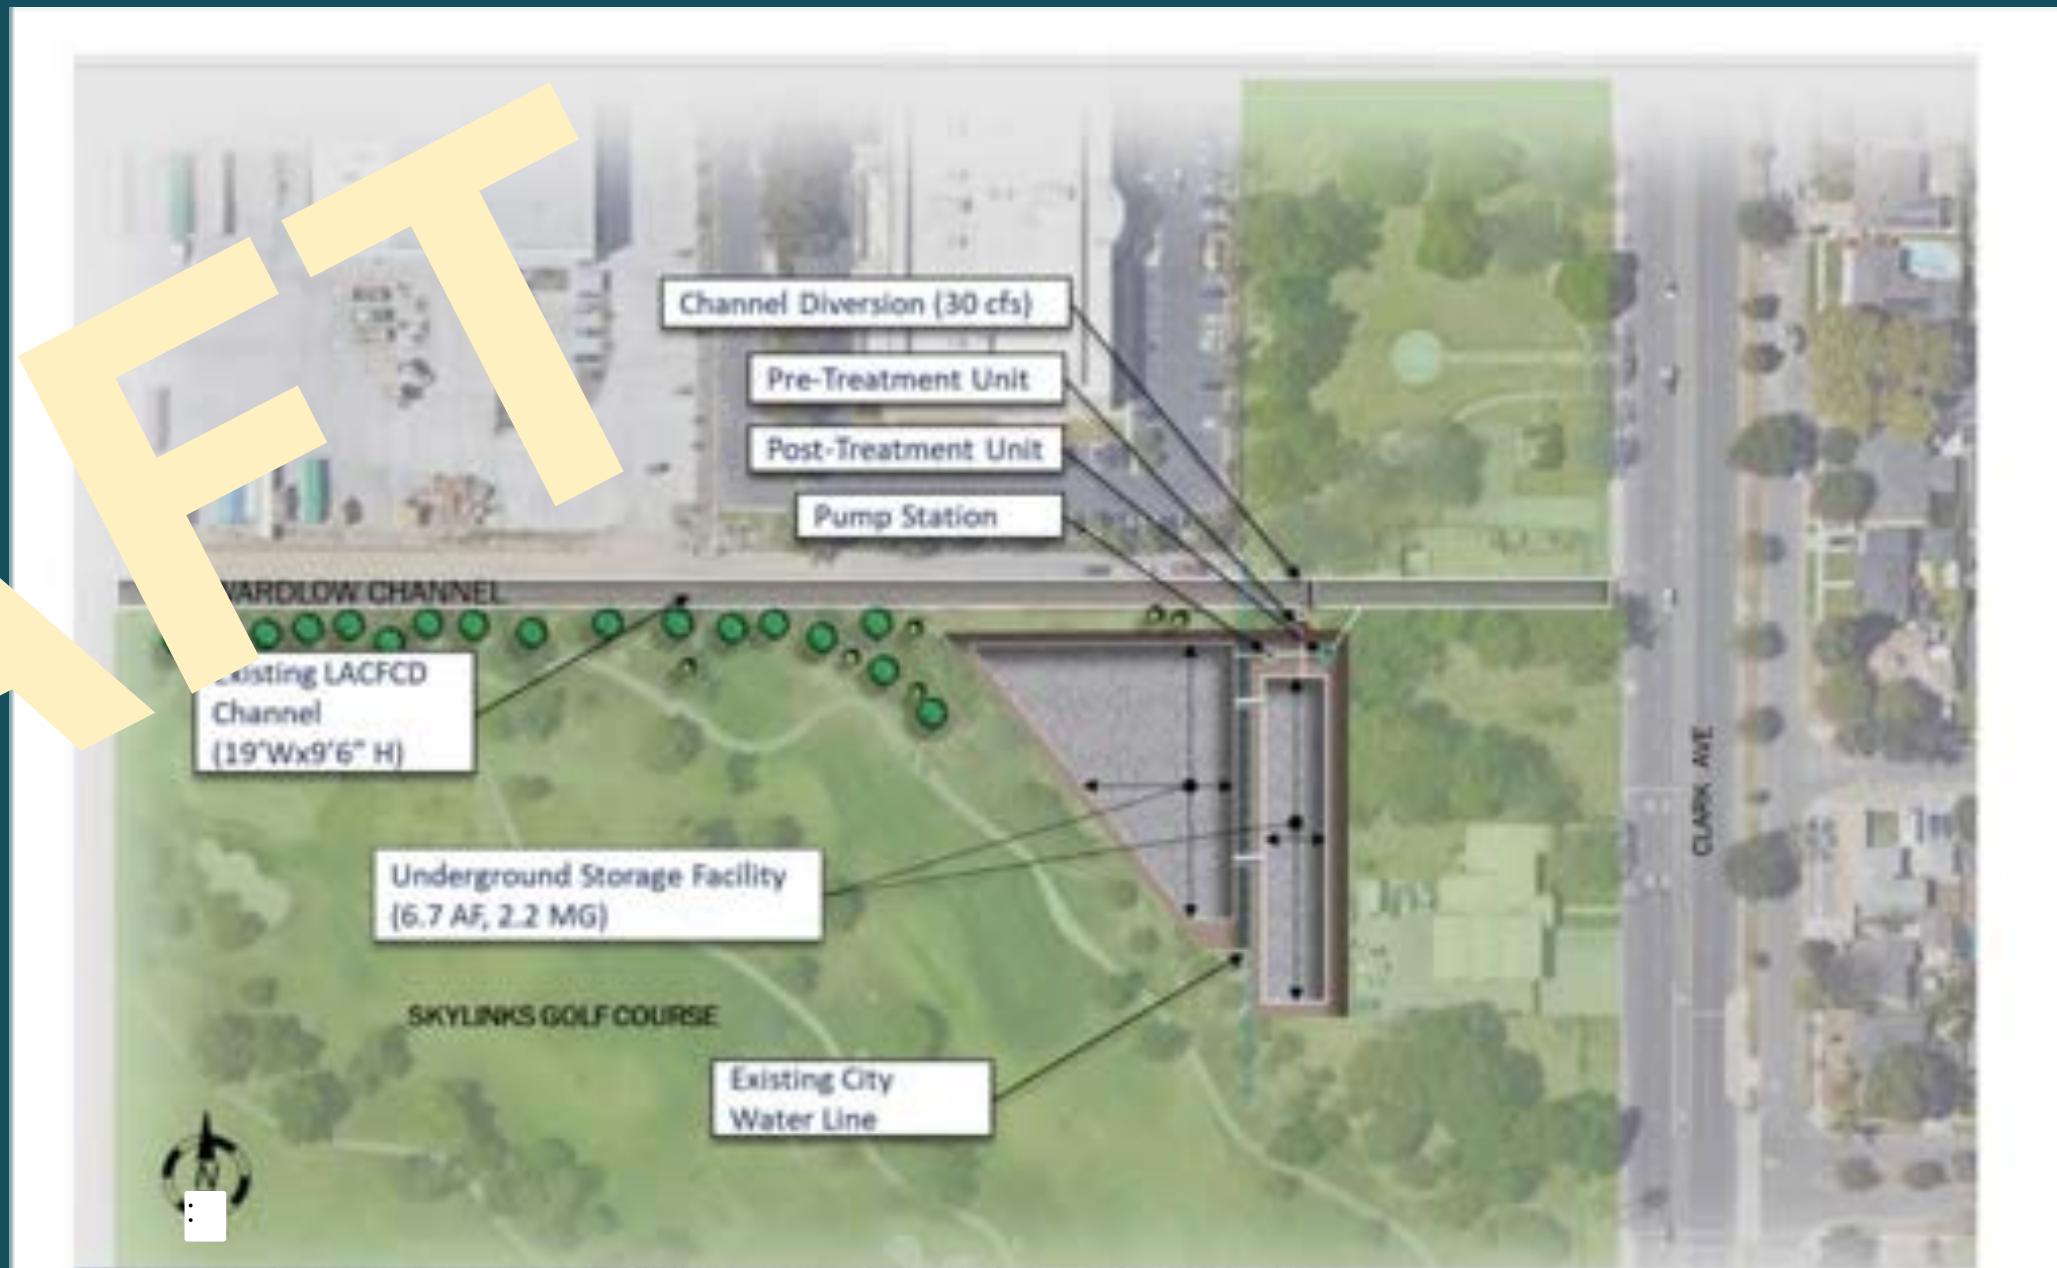 AFT
Channel Diversion (30 cfs)
Pre-Treatment Unit
Post-Treatment Unit
Pump Station
WARDLOW CHANNEL
Existing LACFCD
Channel
(19'Wx9'6" H)
Underground Storage Facility
(6.7 AF, 2.2 MG)
SKYLINKS GOLF COURSE
Existing City
Water Line
CLARK AVE
N
: